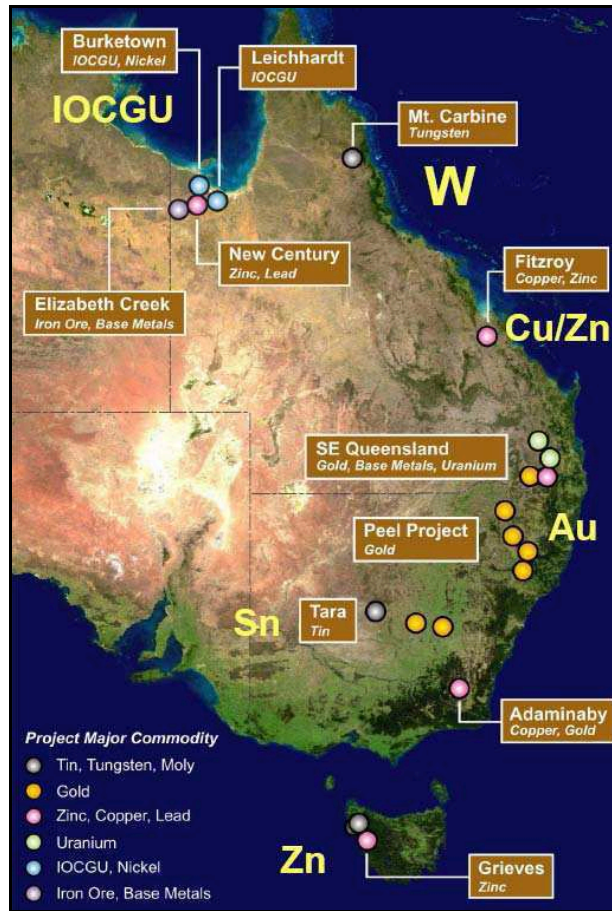 Burketown
IOCGU, Nickel
Leichhardt
IOCGU
IOCGU
Mt. Carbine
Tungsten
W
New Century
Zinc, Lead
Fitzroy
Copper, Zinc
Elizabeth Creek
Iron Ore, Base Metals
Cu/Zn
SE Queensland
Gold, Base Metals, Uranium
Peel Project
Gold
Au
Tara
Tin
Sn
Adaminaby
Copper, Gold
Project Major Commodity
Tin, Tungsten, Moly
Gold
Zinc, Copper, Lead
Uranium
IOCGU, Nickel
Iron Ore, Base Metals
Zn
Grieves
Zinc